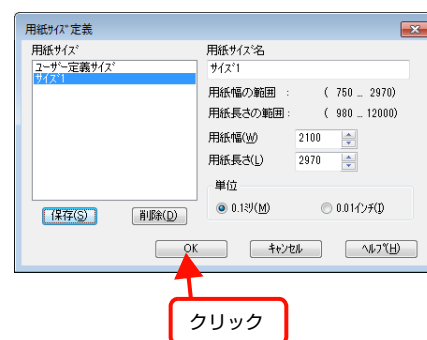 用紙ｻｲｽﾞ定義
用紙ｻｲｽﾞ
ﾕｰｻﾞｰ定義ｻｲｽﾞ
ｻｲｽﾞ1
保存(S)
削除(D)
用紙ｻｲｽﾞ名
ｻｲｽﾞ1
用紙幅の範囲 : ( 750 - 2970)
用紙長さの範囲 : ( 980 - 12000)
用紙幅(W) 2100
用紙長さ(L) 2970
単位
0.1ﾐﾘ(M) 0.01ｲﾝﾁ(I)
OK ｷｬﾝｾﾙ ﾍﾙﾌﾟ(H)
クリック